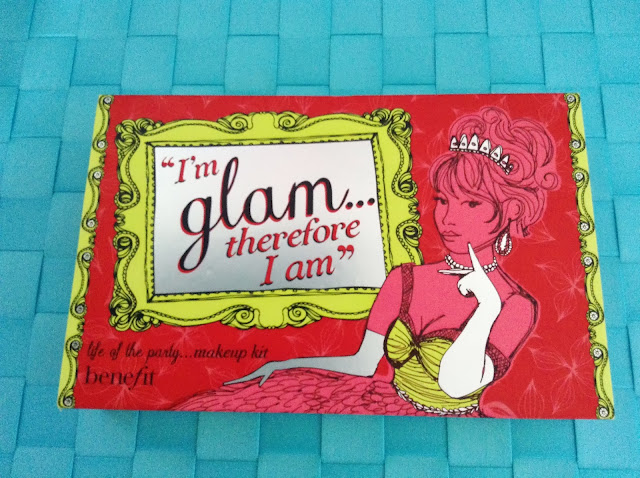 “I'm
glam...
therefore
I am”
life of the party...makeup kit
benefit